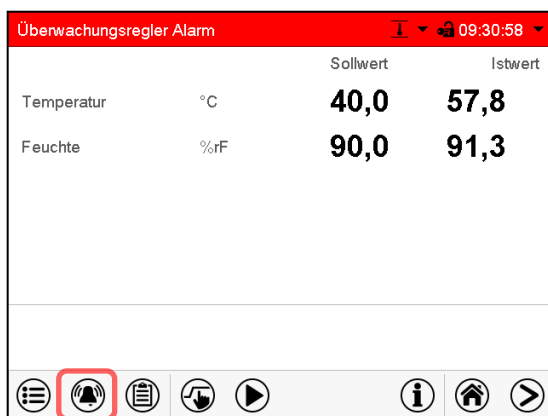 Überwachungsregler Alarm 09:30:58
Sollwert Istwert
Temperatur °C 40,0 57,8
Feuchte %rF 90,0 91,3